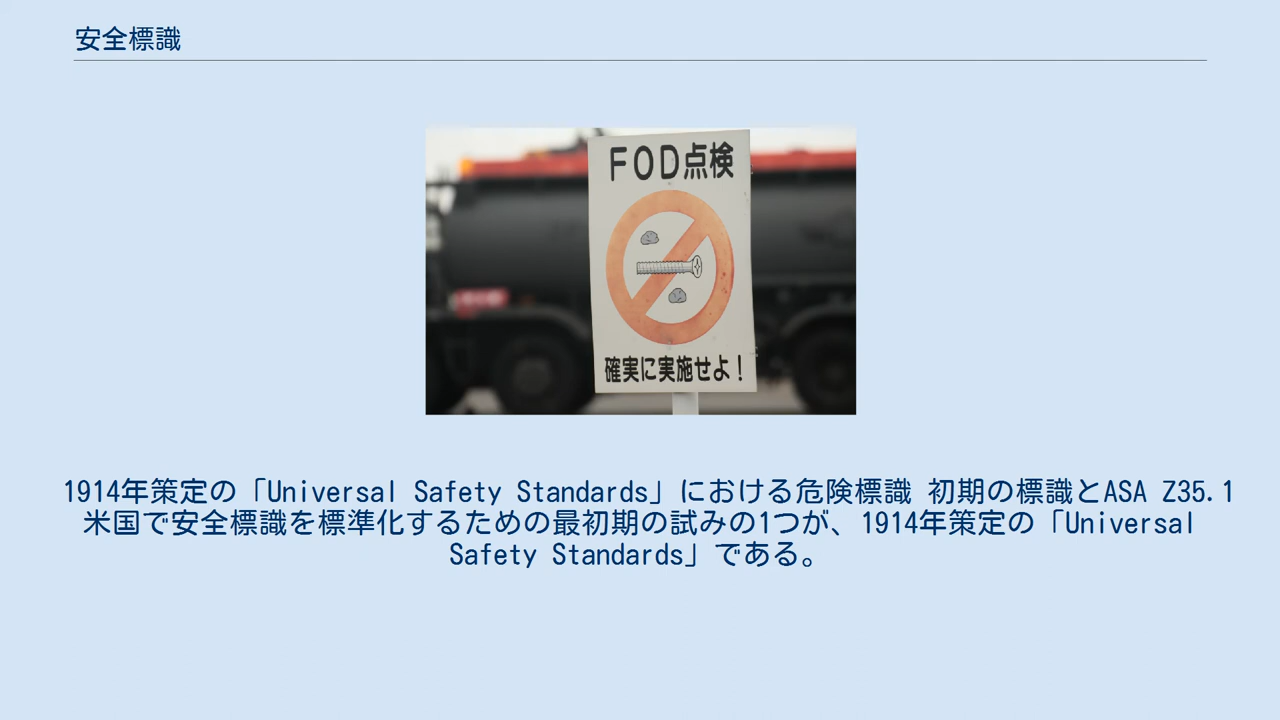 安全標識
FOD点検
確実に実施せよ！
1914年策定の「Universal Safety Standards」における危険標識 初期の標識とASA Z35.1
米国で安全標識を標準化するための最初期の試みの1つが、1914年策定の「Universal
Safety Standards」である。